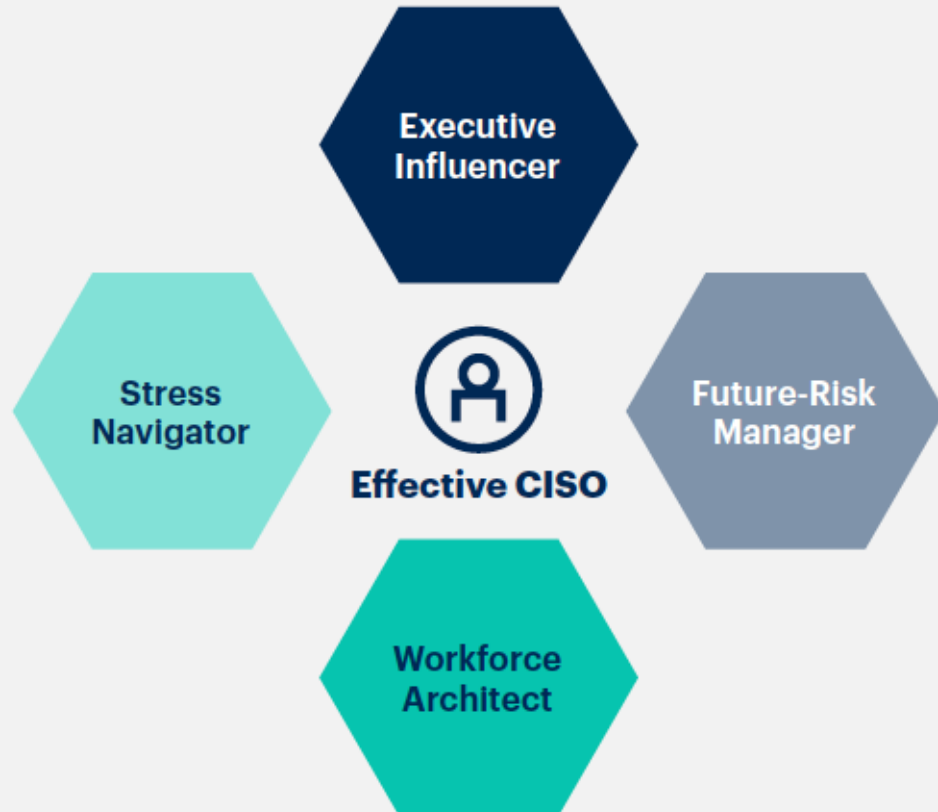 Executive
Influencer
Stress
Navigator
Effective CISO
Future-Risk
Manager
Workforce
Architect